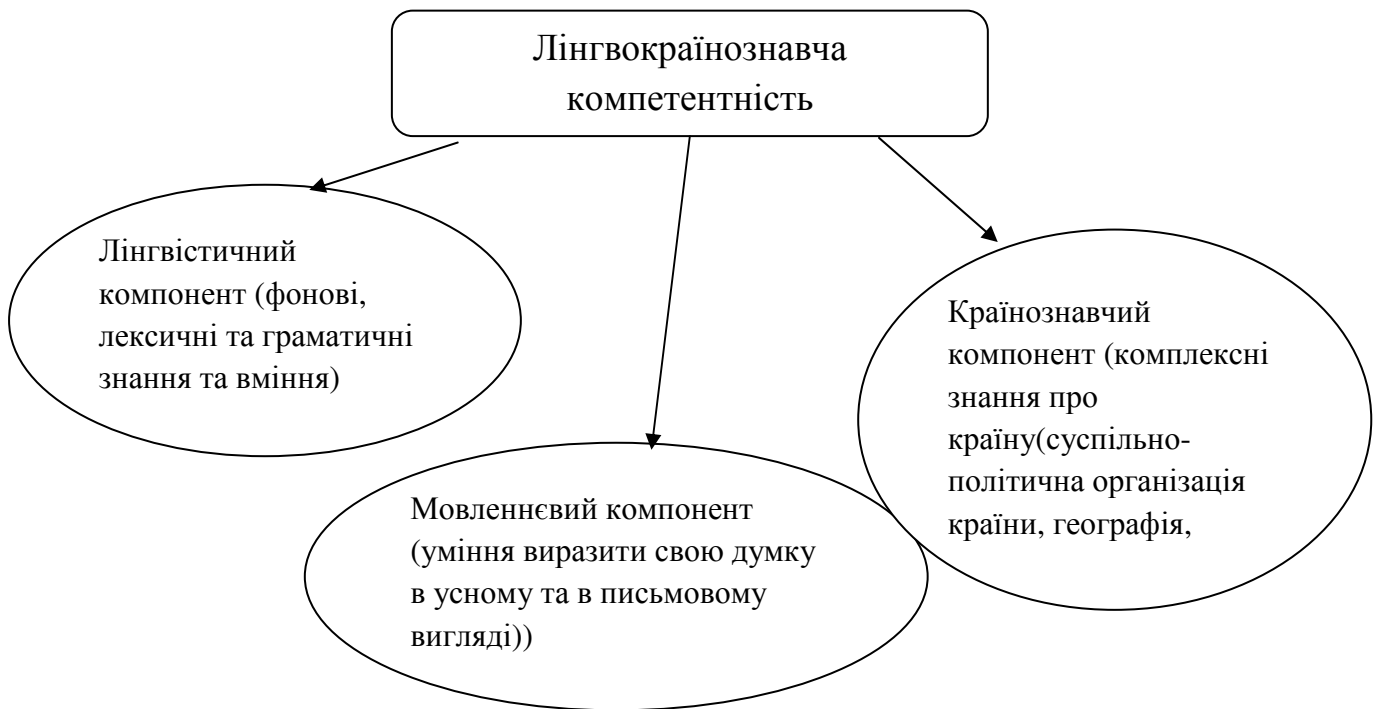 Лінгвокраїнознавча
компетентність
Лінгвістичний
компонент (фонові,
лексичні та граматичні
знання та вміння)
Мовленнєвий компонент
(уміння виразити свою думку
в усному та в письмовому
вигляді))
Країнознавчий
компонент (комплексні
знання про
країну(суспільно-
політична організація
країни, географія,